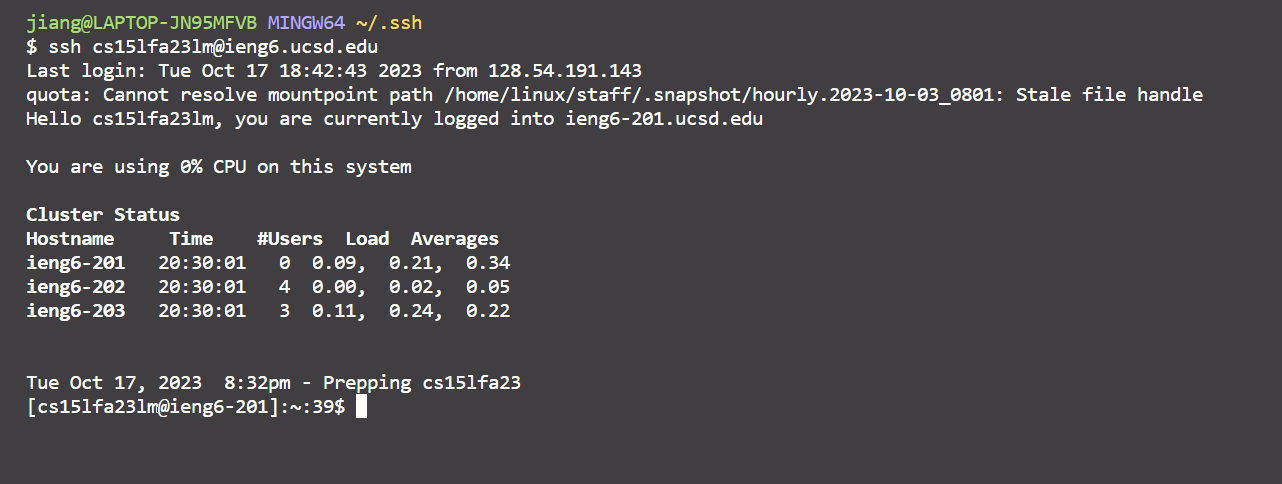 jiang@LAPTOP-JN95MFVB MINGW64 ~/.ssh
$ ssh cs15lfa23lm@ieng6.ucsd.edu
Last login: Tue Oct 17 18:42:43 2023 from 128.54.191.143
quota: Cannot resolve mountpoint path /home/linux/staff/.snapshot/hourly.2023-10-03_0801: Stale file handle
Hello cs15lfa23lm, you are currently logged into ieng6-201.ucsd.edu
You are using 0% CPU on this system
Cluster Status
Hostname     Time    #Users  Load  Averages
ieng6-201   20:30:01   0  0.09,  0.21,  0.34
ieng6-202   20:30:01   4  0.00,  0.02,  0.05
ieng6-203   20:30:01   3  0.11,  0.24,  0.22
Tue Oct 17, 2023  8:32pm - Prepping cs15lfa23
[cs15lfa23lm@ieng6-201]:~:39$